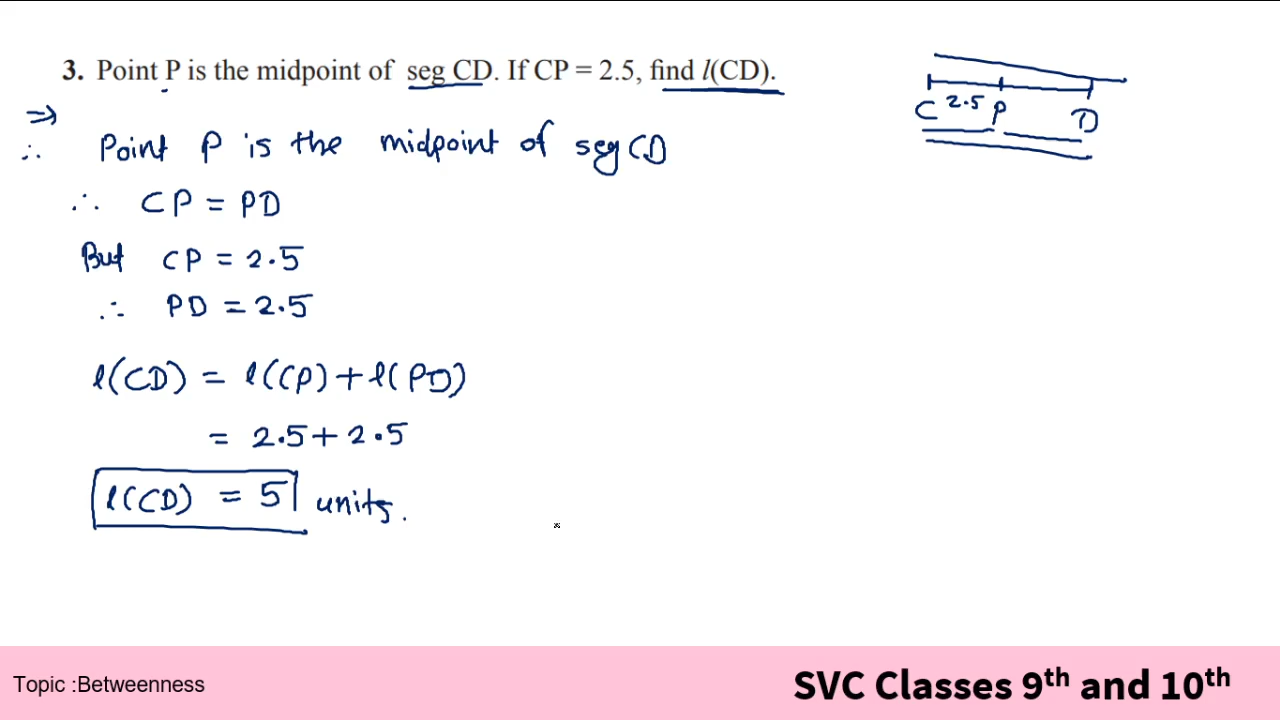 3. Point P is the midpoint of seg CD. If CP = 2.5, find l(CD).
C 2.5 P D
⇒
∴ Point P is the midpoint of seg CD
∴ CP = PD
But CP = 2.5
∴ PD = 2.5
l(CD) = l(CP) + l(PD)
= 2.5 + 2.5
l(CD) = 5 units.
Topic :Betweenness
SVC Classes 9th and 10th